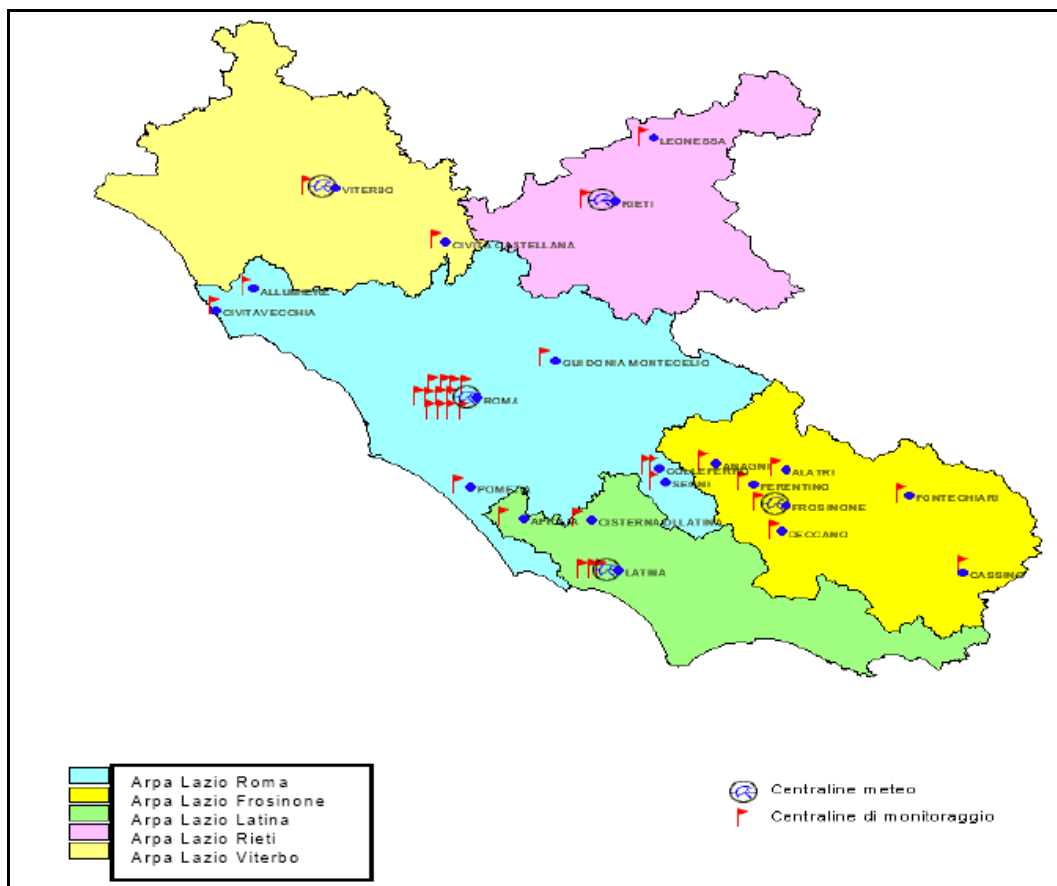 LEONESSA
VITERBO
RIETI
CIVITA CASTELLANA
ALLUMIERE
CIVITAVECCHIA
GUIDONIA MONTECELIO
ROMA
COLLEFERRO
ANAGNI
ALATRI
SEGNI
FERENTINO
POMEZIA
FONTECHIARI
FROSINONE
APRILIA
CISTERNA DI LATINA
CECCANO
LATINA
CASSINO
Arpa Lazio Roma
Arpa Lazio Frosinone
Arpa Lazio Latina
Arpa Lazio Rieti
Arpa Lazio Viterbo
Centraline meteo
Centraline di monitoraggio